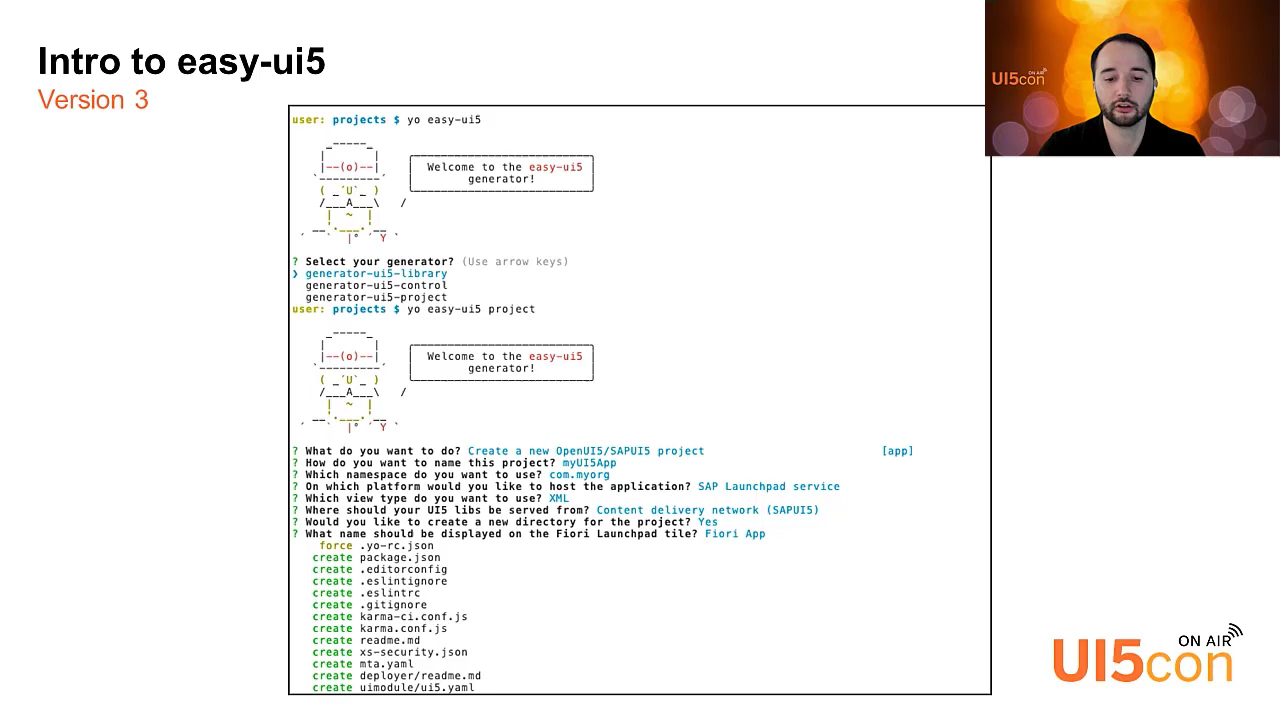 Intro to easy-ui5
Version 3
user: projects $ yo easy-ui5
Welcome to the easy-ui5
generator!
? Select your generator? (Use arrow keys)
❯ generator-ui5-library
generator-ui5-control
generator-ui5-project
user: projects $ yo easy-ui5 project
Welcome to the easy-ui5
generator!
? What do you want to do? Create a new OpenUI5/SAPUI5 project [app]
? How do you want to name this project? myUI5App
? Which namespace do you want to use? com.myorg
? On which platform would you like to host the application? SAP Launchpad service
? Which view type do you want to use? XML
? Where should your UI5 libs be served from? Content delivery network (SAPUI5)
? Would you like to create a new directory for the project? Yes
? What name should be displayed on the Fiori Launchpad tile? Fiori App
force .yo-rc.json
create package.json
create .editorconfig
create .eslintignore
create .eslintrc
create .gitignore
create karma-ci.conf.js
create karma.conf.js
create readme.md
create xs-security.json
create mta.yaml
create deployer/readme.md
create uimodule/ui5.yaml
ON AIR
UI5con
ON AIR
UI5con